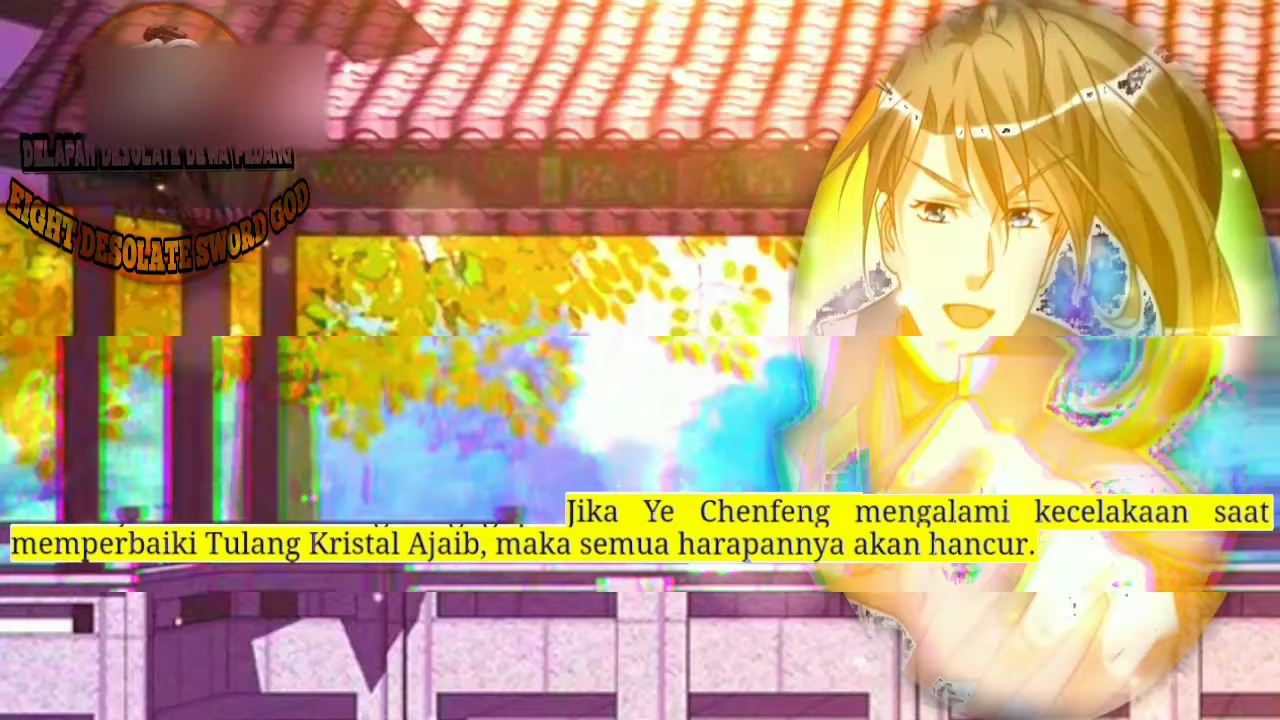 DELAPAN DESOLATE DEWA PEDANG
EIGHT DESOLATE SWORD GOD
Jika Ye Chenfeng mengalami kecelakaan saat
memperbaiki Tulang Kristal Ajaib, maka semua harapannya akan hancur.